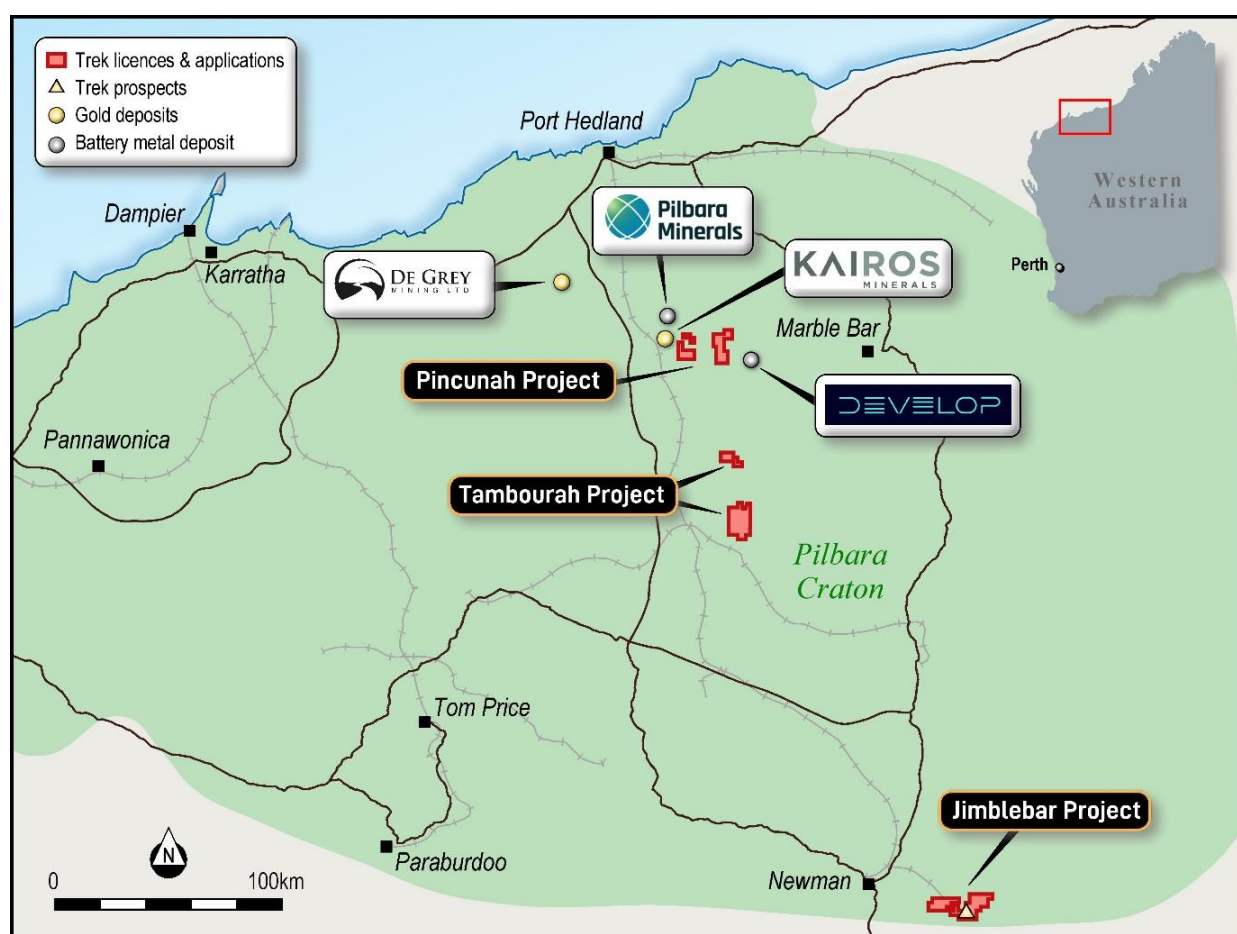 Trek licences & applications
Trek prospects
Gold deposits
Battery metal deposit
Port Hedland
Western
Australia
Perth
Dampier
Karratha
DE GREY
MINING LTD
Pilbara
Minerals
KAIROS
MINERALS
Marble Bar
Pincunah Project
DEVELOP
Pannawonica
Tambourah Project
Pilbara
Craton
Tom Price
Jimblebar Project
Paraburdoo
Newman
N
0 100km